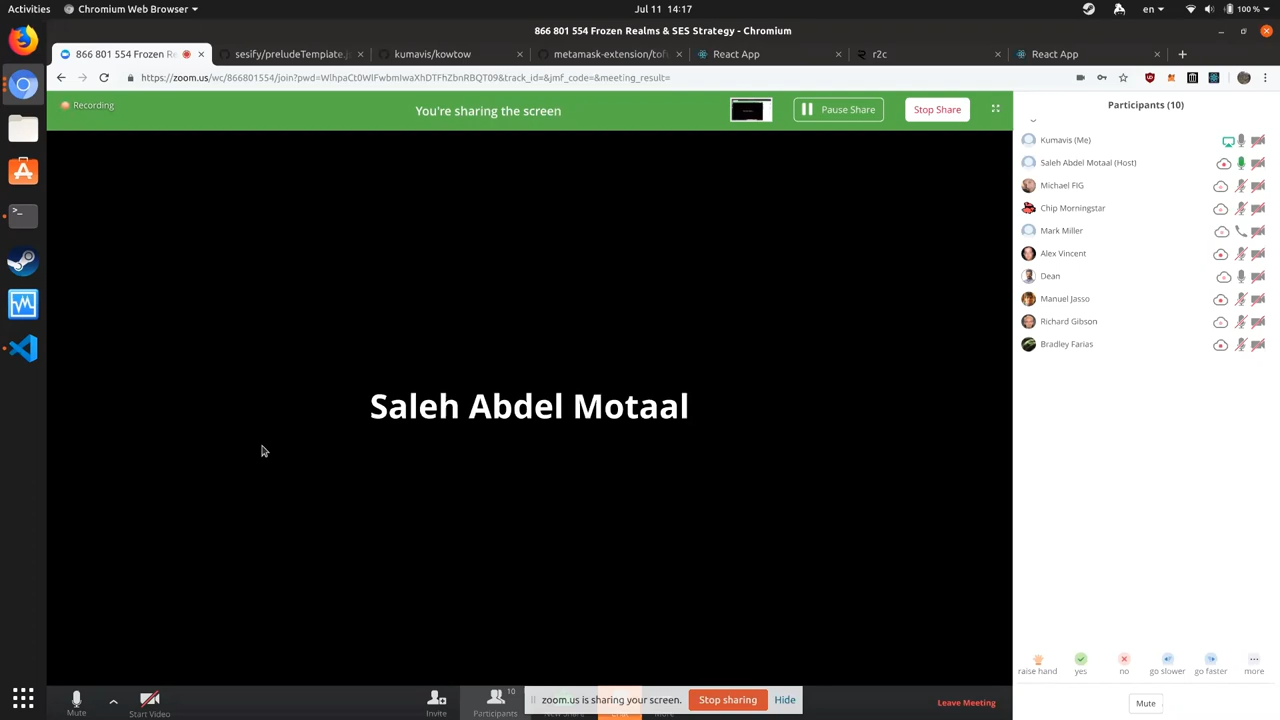 Activities
Chromium Web Browser
Jul 11 14:17
en
100 %
866 801 554 Frozen Realms & SES Strategy - Chromium
866 801 554 Frozen R
sesify/preludeTemplate.j
kumavis/kowtow
metamask-extension/tofu
React App
r2c
React App
https://zoom.us/wc/866801554/join?pwd=WlhpaCt0WlFwbmIwaXhDTFhZbnRBQT09&track_id=&jmf_code=&meeting_result=
Recording
You're sharing the screen
Pause Share
Stop Share
Participants (10)
Kumavis (Me)
Saleh Abdel Motaal (Host)
Michael FIG
Chip Morningstar
Mark Miller
Alex Vincent
Dean
Manuel Jasso
Richard Gibson
Bradley Farias
Saleh Abdel Motaal
raise hand
yes
no
go slower
go faster
more
Mute
Start Video
Invite
10
Participants
zoom.us is sharing your screen.
Stop sharing
Hide
Leave Meeting
Mute